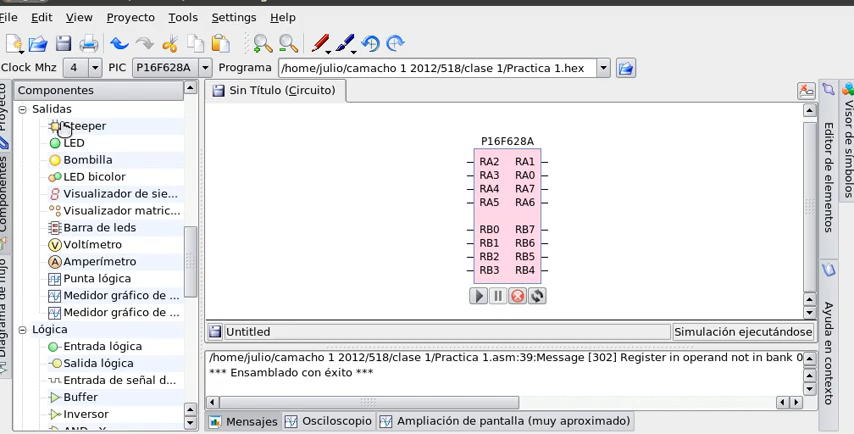 File Edit View Proyecto Tools Settings Help
Clock Mhz 4 PIC P16F628A Programa /home/julio/camacho 1 2012/518/clase 1/Practica 1.hex
Proyecto
Componentes
Diagrama de flujo
Componentes
Salidas
Steeper
LED
Bombilla
LED bicolor
Visualizador de sie...
Visualizador matric...
Barra de leds
Voltímetro
Amperímetro
Punta lógica
Medidor gráfico de ...
Medidor gráfico de ...
Lógica
Entrada lógica
Salida lógica
Entrada de señal d...
Buffer
Inversor
Sin Título (Circuito)
P16F628A
RA2 RA1
RA3 RA0
RA4 RA7
RA5 RA6
RB0 RB7
RB1 RB6
RB2 RB5
RB3 RB4
Untitled Simulación ejecutándose
/home/julio/camacho 1 2012/518/clase 1/Practica 1.asm:39:Message [302] Register in operand not in bank 0
*** Ensamblado con éxito ***
Mensajes Osciloscopio Ampliación de pantalla (muy aproximado)
Editor de elementos
Ayuda en contexto
Visor de símbolos